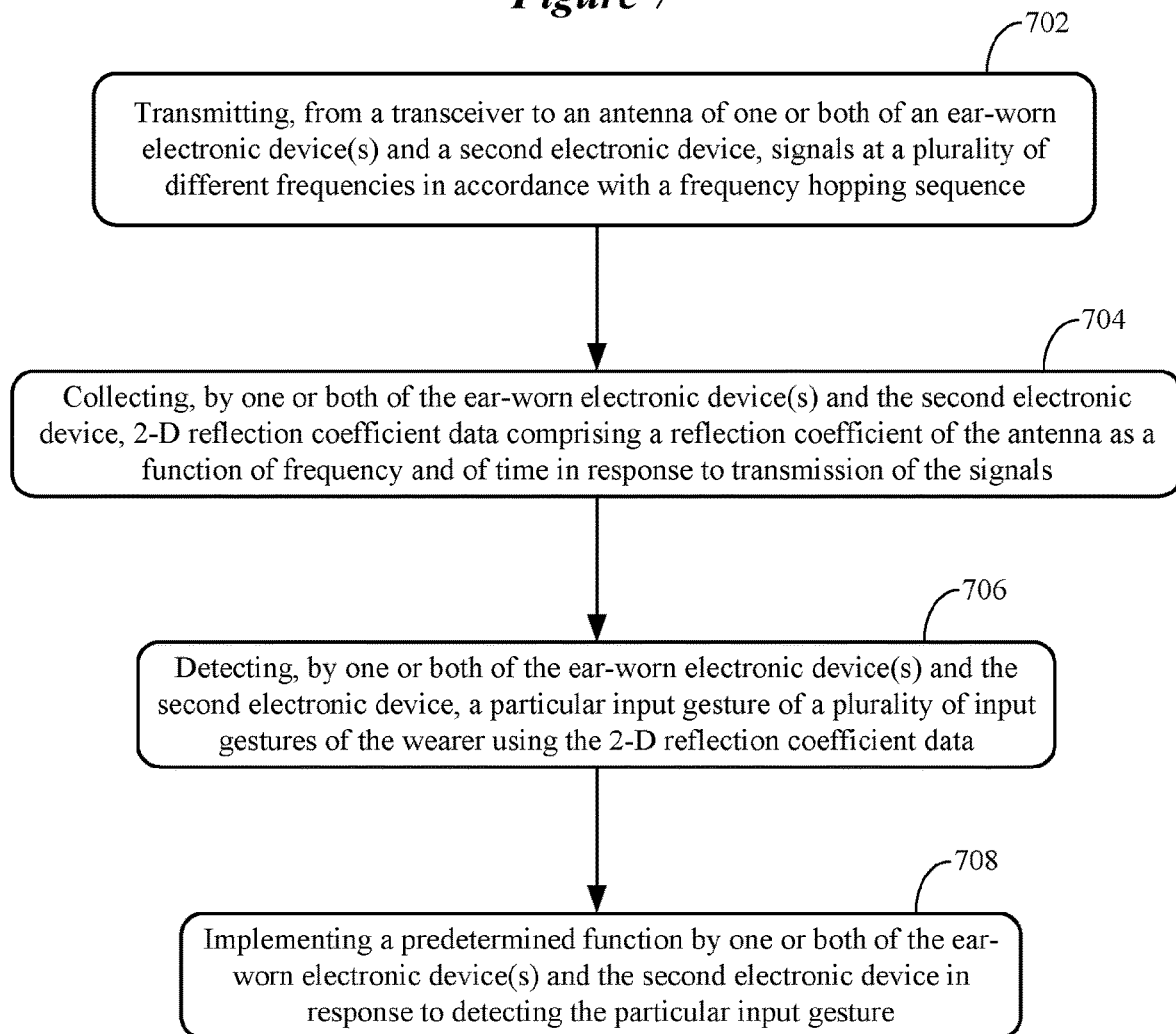 Figure 7
702
Transmitting, from a transceiver to an antenna of one or both of an ear-worn
electronic device(s) and a second electronic device, signals at a plurality of
different frequencies in accordance with a frequency hopping sequence
704
Collecting, by one or both of the ear-worn electronic device(s) and the second electronic
device, 2-D reflection coefficient data comprising a reflection coefficient of the antenna as a
function of frequency and of time in response to transmission of the signals
706
Detecting, by one or both of the ear-worn electronic device(s) and the
second electronic device, a particular input gesture of a plurality of input
gestures of the wearer using the 2-D reflection coefficient data
708
Implementing a predetermined function by one or both of the ear-
worn electronic device(s) and the second electronic device in
response to detecting the particular input gesture